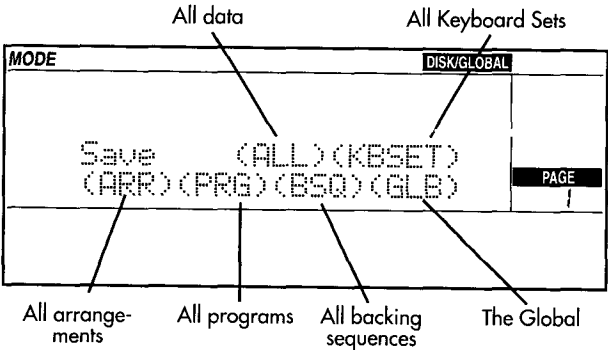 All data
All Keyboard Sets
MODE
DISK/GLOBAL
Save (ALL)(KBSET)
(ARR)(PRG)(BSQ)(GLB)
PAGE
1
All arrange-
ments
All programs
All backing
sequences
The Global